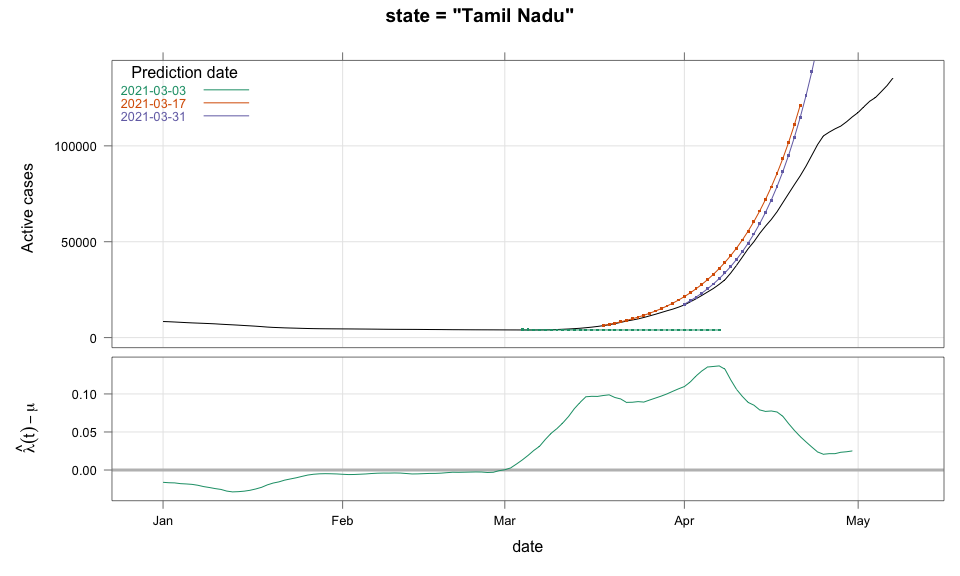 state = "Tamil Nadu"
Prediction date
2021-03-03
2021-03-17
2021-03-31
Active cases
100000
50000
0
λ̂(t) − μ
0.10
0.05
0.00
Jan Feb Mar Apr May
date